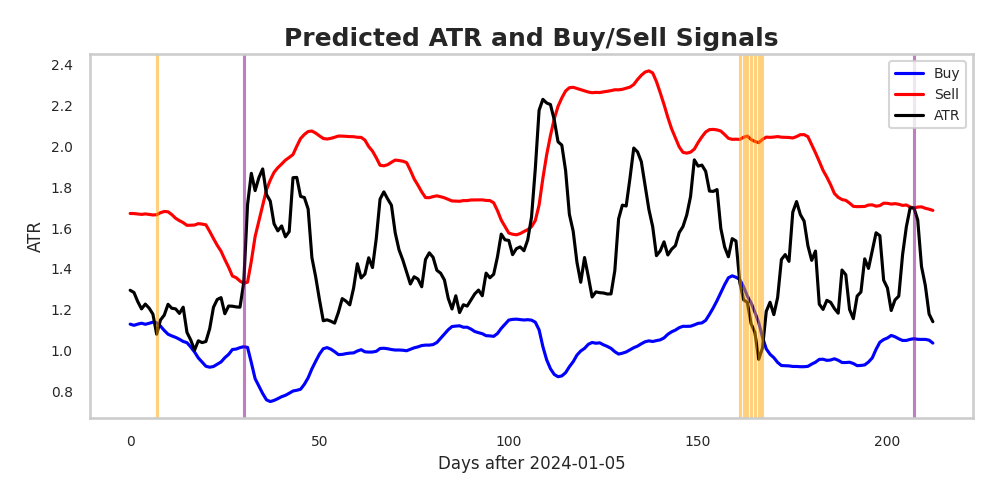 Predicted ATR and Buy/Sell Signals
2.4
2.2
2.0
1.8
1.6
1.4
1.2
1.0
0.8
ATR
Buy
Sell
ATR
0 50 100 150 200
Days after 2024-01-05